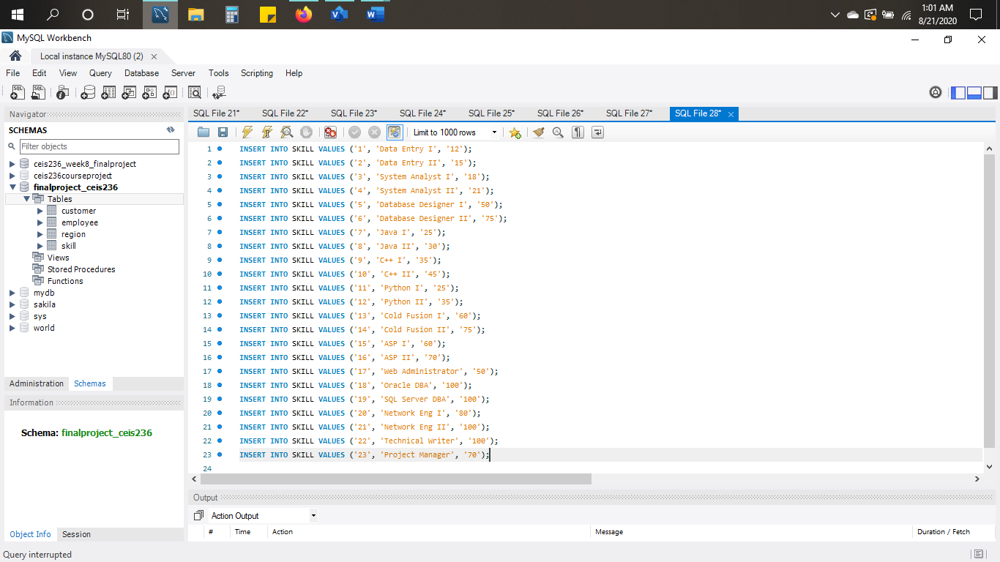 1:01 AM
8/21/2020
MySQL Workbench
Local instance MySQL80 (2)
File Edit View Query Database Server Tools Scripting Help
Navigator
SCHEMAS
Filter objects
ceis236_week8_finalproject
ceis236courseproject
finalproject_ceis236
Tables
customer
employee
region
skill
Views
Stored Procedures
Functions
mydb
sakila
sys
world
Administration Schemas
Information
Schema: finalproject_ceis236
Object Info Session
SQL File 21* SQL File 22* SQL File 23* SQL File 24* SQL File 25* SQL File 26* SQL File 27* SQL File 28*
Limit to 1000 rows
1 INSERT INTO SKILL VALUES ('1', 'Data Entry I', '12');
2 INSERT INTO SKILL VALUES ('2', 'Data Entry II', '15');
3 INSERT INTO SKILL VALUES ('3', 'System Analyst I', '18');
4 INSERT INTO SKILL VALUES ('4', 'System Analyst II', '21');
5 INSERT INTO SKILL VALUES ('5', 'Database Designer I', '50');
6 INSERT INTO SKILL VALUES ('6', 'Database Designer II', '75');
7 INSERT INTO SKILL VALUES ('7', 'Java I', '25');
8 INSERT INTO SKILL VALUES ('8', 'Java II', '30');
9 INSERT INTO SKILL VALUES ('9', 'C++ I', '35');
10 INSERT INTO SKILL VALUES ('10', 'C++ II', '45');
11 INSERT INTO SKILL VALUES ('11', 'Python I', '25');
12 INSERT INTO SKILL VALUES ('12', 'Python II', '35');
13 INSERT INTO SKILL VALUES ('13', 'Cold Fusion I', '60');
14 INSERT INTO SKILL VALUES ('14', 'Cold Fusion II', '75');
15 INSERT INTO SKILL VALUES ('15', 'ASP I', '60');
16 INSERT INTO SKILL VALUES ('16', 'ASP II', '70');
17 INSERT INTO SKILL VALUES ('17', 'Web Administrator', '50');
18 INSERT INTO SKILL VALUES ('18', 'Oracle DBA', '100');
19 INSERT INTO SKILL VALUES ('19', 'SQL Server DBA', '100');
20 INSERT INTO SKILL VALUES ('20', 'Network Eng I', '80');
21 INSERT INTO SKILL VALUES ('21', 'Network Eng II', '100');
22 INSERT INTO SKILL VALUES ('22', 'Technical Writer', '100');
23 INSERT INTO SKILL VALUES ('23', 'Project Manager', '70');
24
Output
Action Output
# Time Action Message Duration / Fetch
Query interrupted